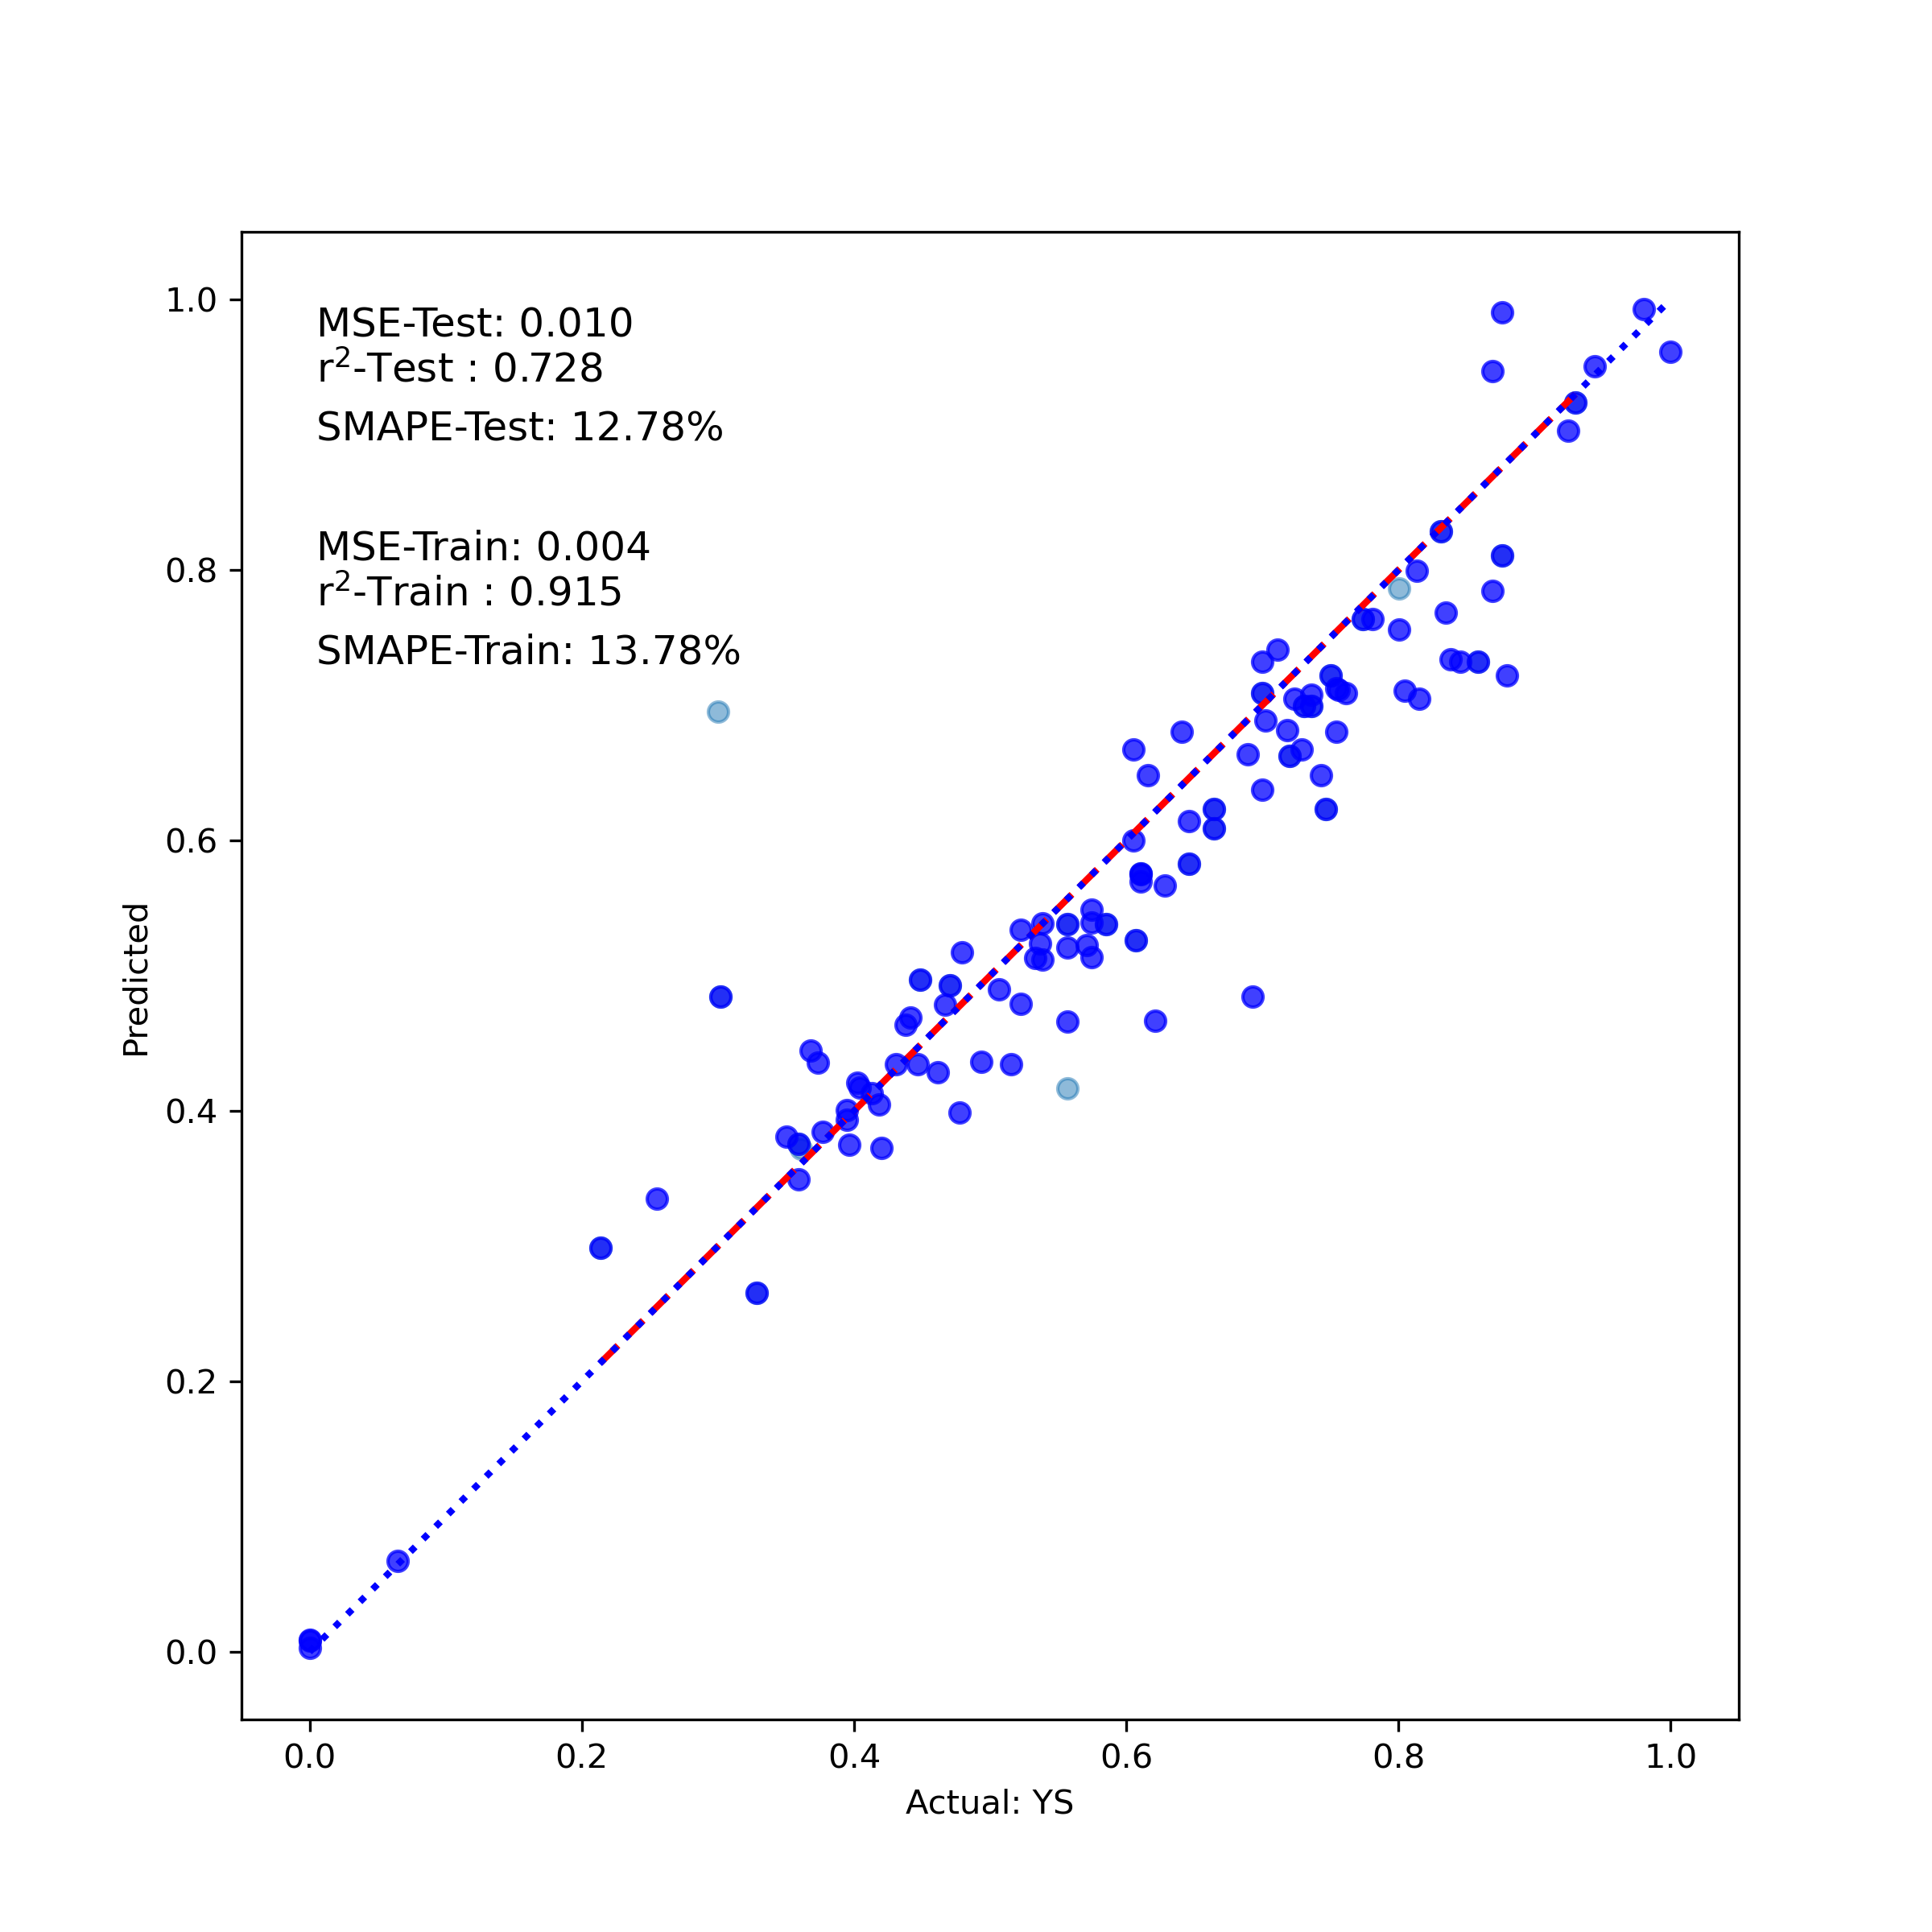 MSE-Test: 0.010
r²-Test : 0.728
SMAPE-Test: 12.78%
MSE-Train: 0.004
r²-Train : 0.915
SMAPE-Train: 13.78%
1.0
0.8
0.6
0.4
0.2
0.0
Predicted
0.0 0.2 0.4 0.6 0.8 1.0
Actual: YS